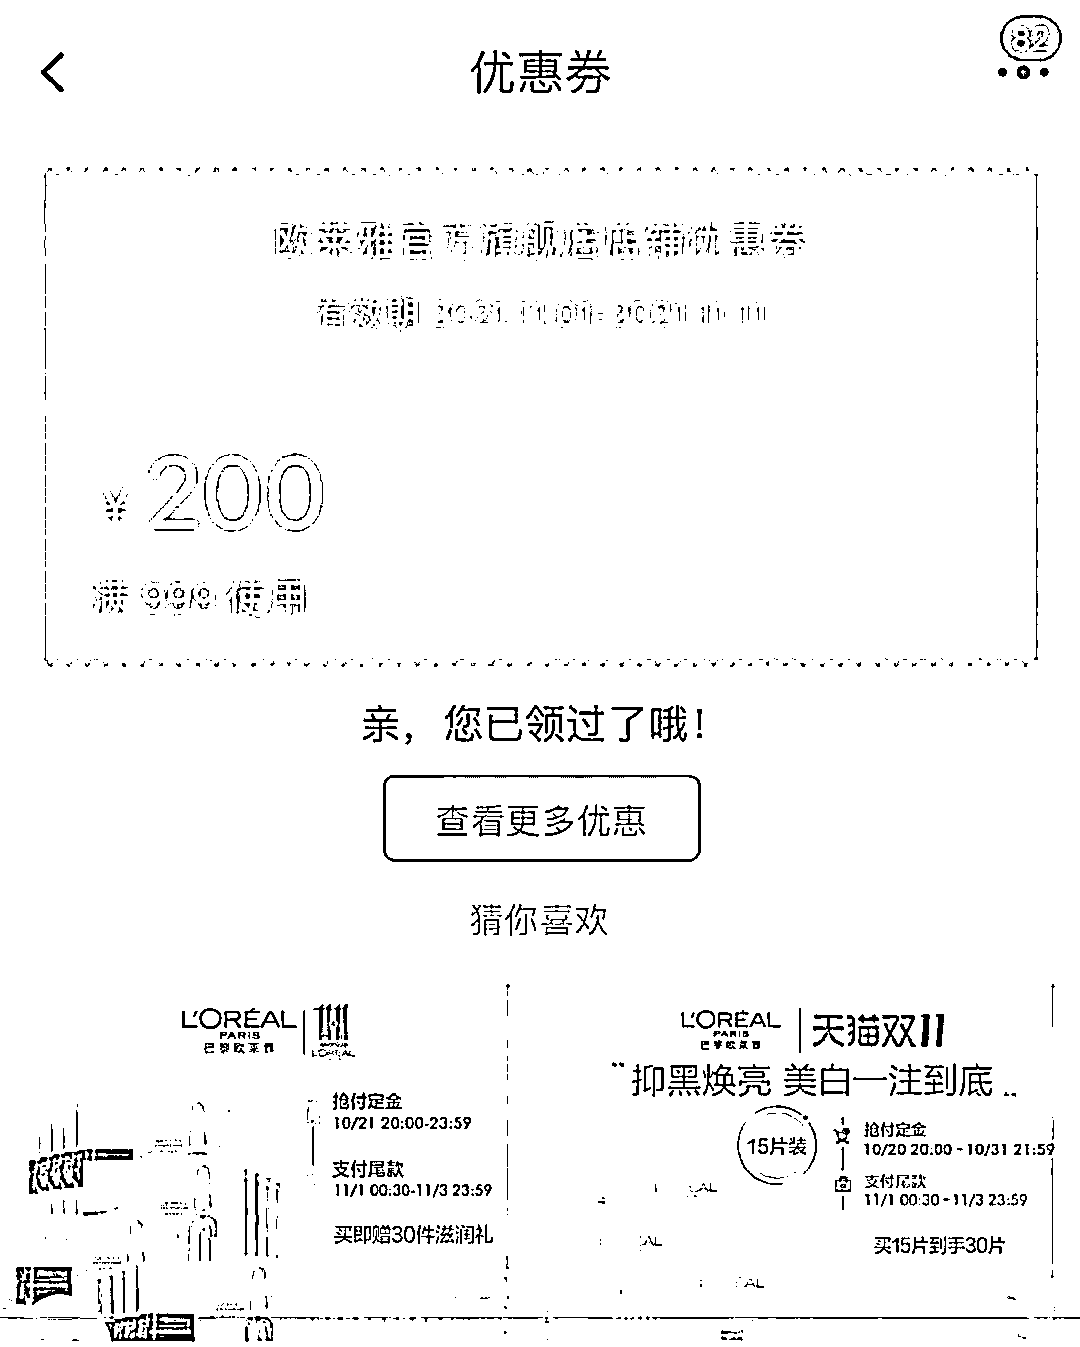 82
优惠券
欧莱雅官方旗舰店店铺优惠券
有效期 2021.11.01-2021.11.11
¥ 200
满 999 使用
亲，您已领过了哦！
查看更多优惠
猜你喜欢
L'ORÉAL
PARIS
巴黎欧莱雅
抢付定金
10/21 20:00-23:59
支付尾款
11/1 00:30-11/3 23:59
买即赠30件滋润礼
L'ORÉAL
PARIS
巴黎欧莱雅
天猫双11
抑黑焕亮 美白一注到底
15片装
抢付定金
10/20 20:00 - 10/31 21:59
支付尾款
11/1 00:30 - 11/3 23:59
买15片到手30片